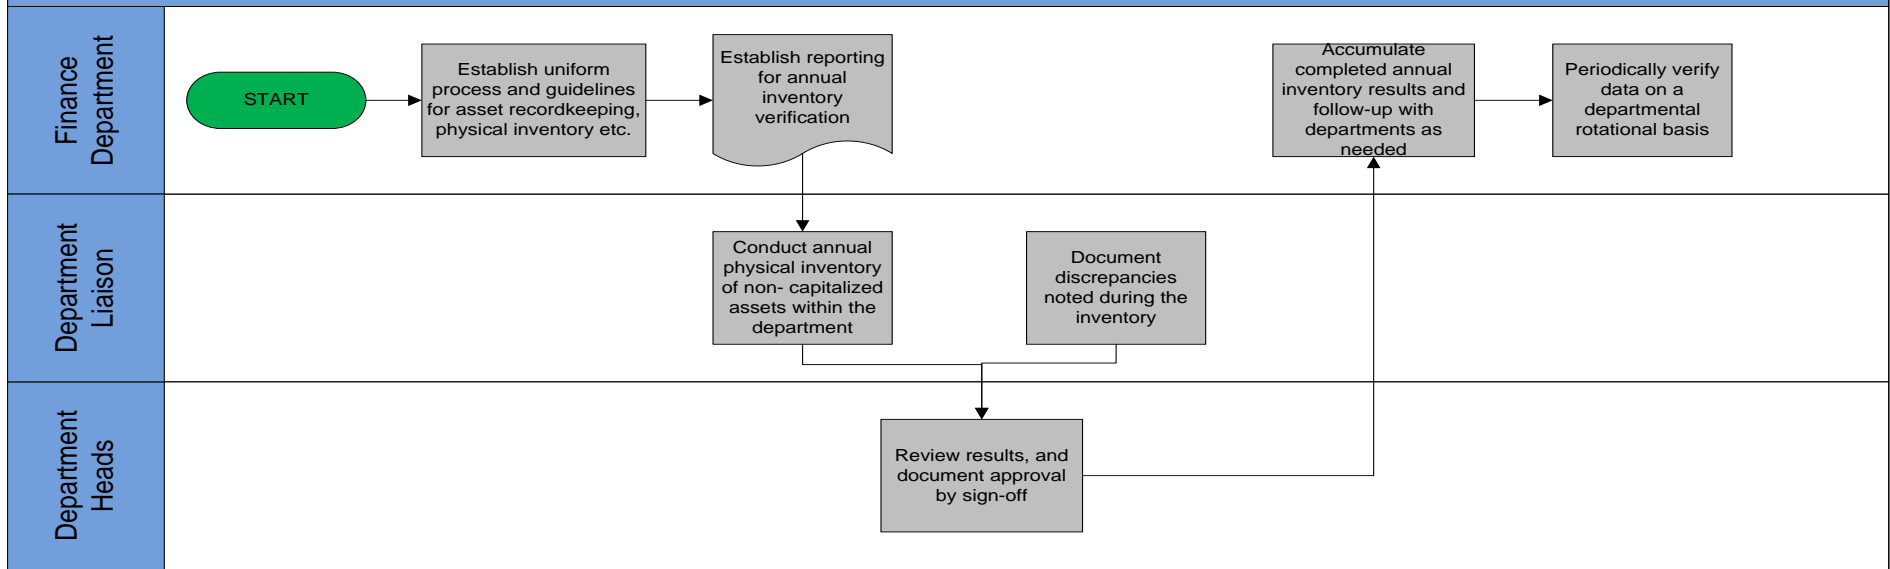 Finance
Department
START
Establish uniform
process and guidelines
for asset recordkeeping,
physical inventory etc.
Establish reporting
for annual
inventory
verification
Accumulate
completed annual
inventory results and
follow-up with
departments as
needed
Periodically verify
data on a
departmental
rotational basis
Department
Liaison
Conduct annual
physical inventory
of non- capitalized
assets within the
department
Document
discrepancies
noted during the
inventory
Department
Heads
Review results, and
document approval
by sign-off